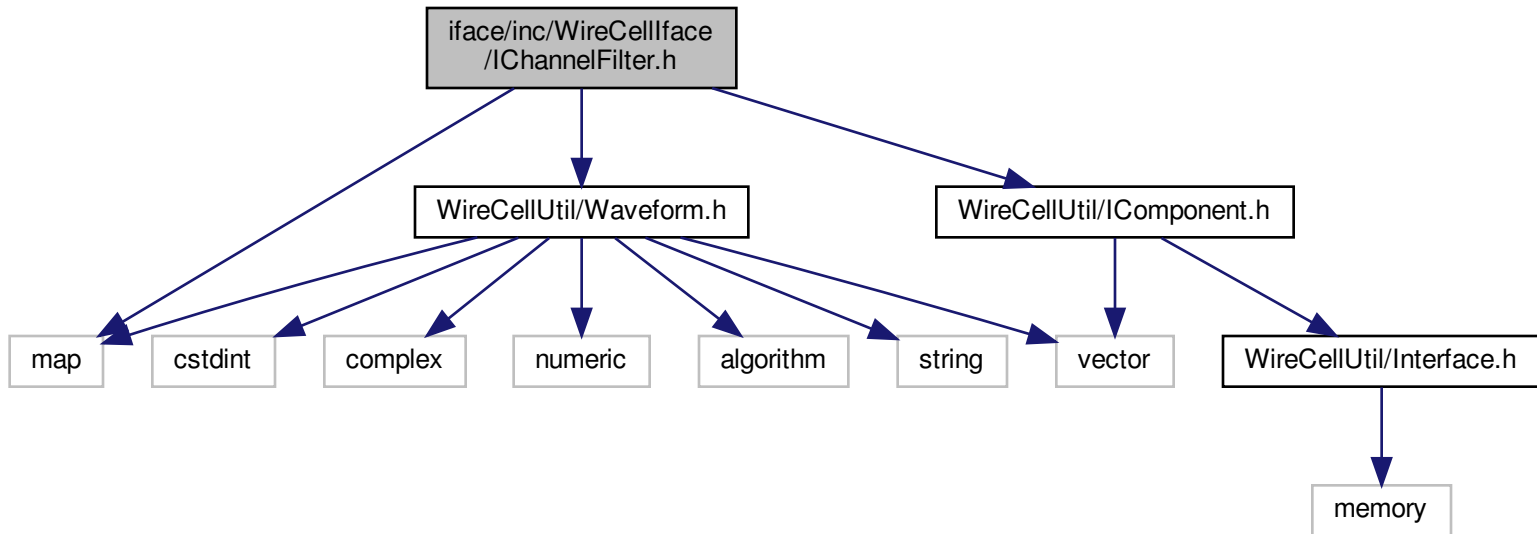 iface/inc/WireCellIface
/IChannelFilter.h
WireCellUtil/Waveform.h
WireCellUtil/IComponent.h
map
cstdint
complex
numeric
algorithm
string
vector
WireCellUtil/Interface.h
memory